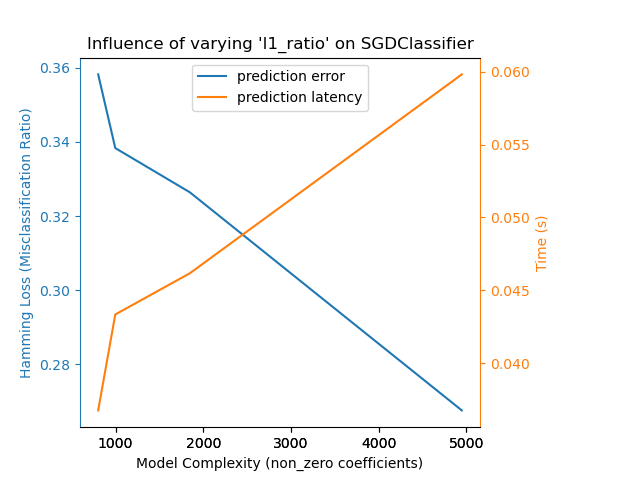 Influence of varying 'l1_ratio' on SGDClassifier
prediction error
prediction latency
0.36
0.34
0.32
0.30
0.28
Hamming Loss (Misclassification Ratio)
0.060
0.055
0.050
0.045
0.040
Time (s)
1000 2000 3000 4000 5000
Model Complexity (non_zero coefficients)